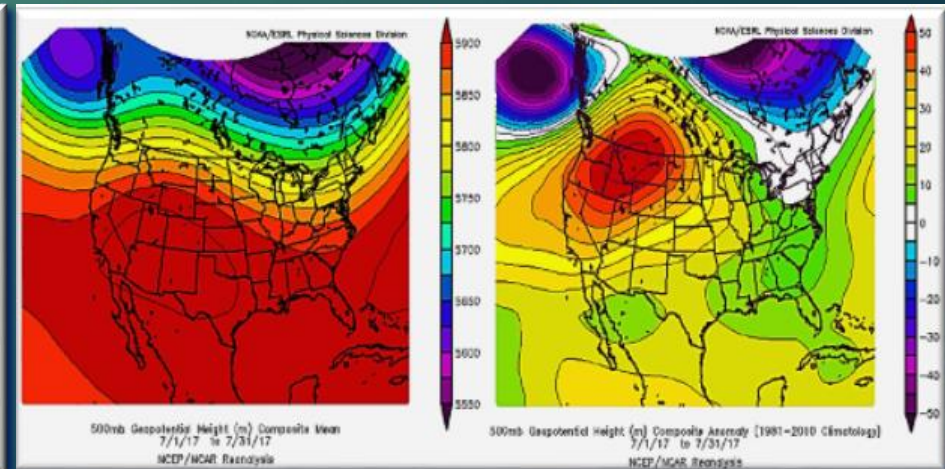 NOAA/ESRL Physical Sciences Division
5900
5850
5800
5750
5700
5650
5600
5550
500mb Geopotential Height (m) Composite Mean
7/1/17 to 7/31/17
NCEP/NCAR Reanalysis
NOAA/ESRL Physical Sciences Division
50
40
30
20
10
0
-10
-20
-30
-40
-50
500mb Geopotential Height (m) Composite Anomaly (1981-2010 Climatology)
7/1/17 to 7/31/17
NCEP/NCAR Reanalysis